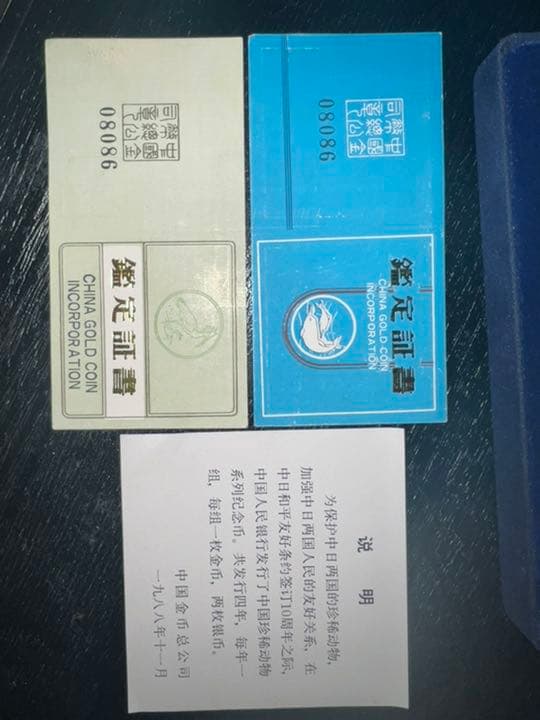 中國金
幣總公
司章
08086
鑑定証書
CHINA GOLD COIN
INCORPORATION
中國金
幣總公
司章
08086
鑑定証書
CHINA GOLD COIN
INCORPORATION
说 明
为保护中日两国的珍稀动物，
加强中日两国人民的友好关系，在
中日和平友好条约签订10周年之际，
中国人民银行发行了中国珍稀动物
系列纪念币。共发行四年，每年一
组，每组一枚金币，两枚银币。
中国金币总公司
一九八八年十一月